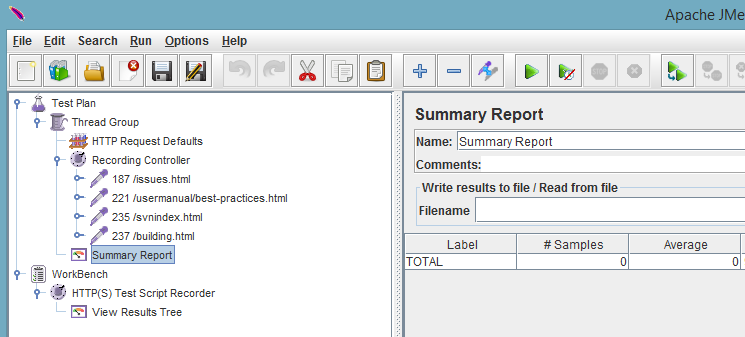 Apache JMe
File Edit Search Run Options Help
Test Plan
Thread Group
HTTP Request Defaults
Recording Controller
187 /issues.html
221 /usermanual/best-practices.html
235 /svnindex.html
237 /building.html
Summary Report
WorkBench
HTTP(S) Test Script Recorder
View Results Tree
Summary Report
Name: Summary Report
Comments:
Write results to file / Read from file
Filename
Label # Samples Average
TOTAL 0 0